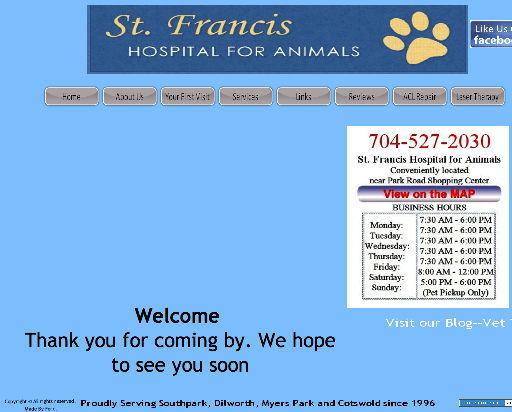 St. Francis
HOSPITAL FOR ANIMALS
Like Us
facebo
Home
About Us
Your First Visit
Services
Links
Reviews
ACL Repair
Laser Therapy
704-527-2030
St. Francis Hospital for Animals
Conveniently located
near Park Road Shopping Center
View on the MAP
BUSINESS HOURS
Monday:
Tuesday:
Wednesday:
Thursday:
Friday:
Saturday:
Sunday:
7:30 AM - 6:00 PM
7:30 AM - 6:00 PM
7:30 AM - 6:00 PM
7:30 AM - 6:00 PM
7:30 AM - 6:00 PM
8:00 AM - 12:00 PM
5:00 PM - 6:00 PM
(Pet Pickup Only)
Welcome
Thank you for coming by. We hope
to see you soon
Visit our Blog--Vet
Copyright © All rights reserved.
Made By
Proudly Serving Southpark, Dilworth, Myers Park and Cotswold since 1996